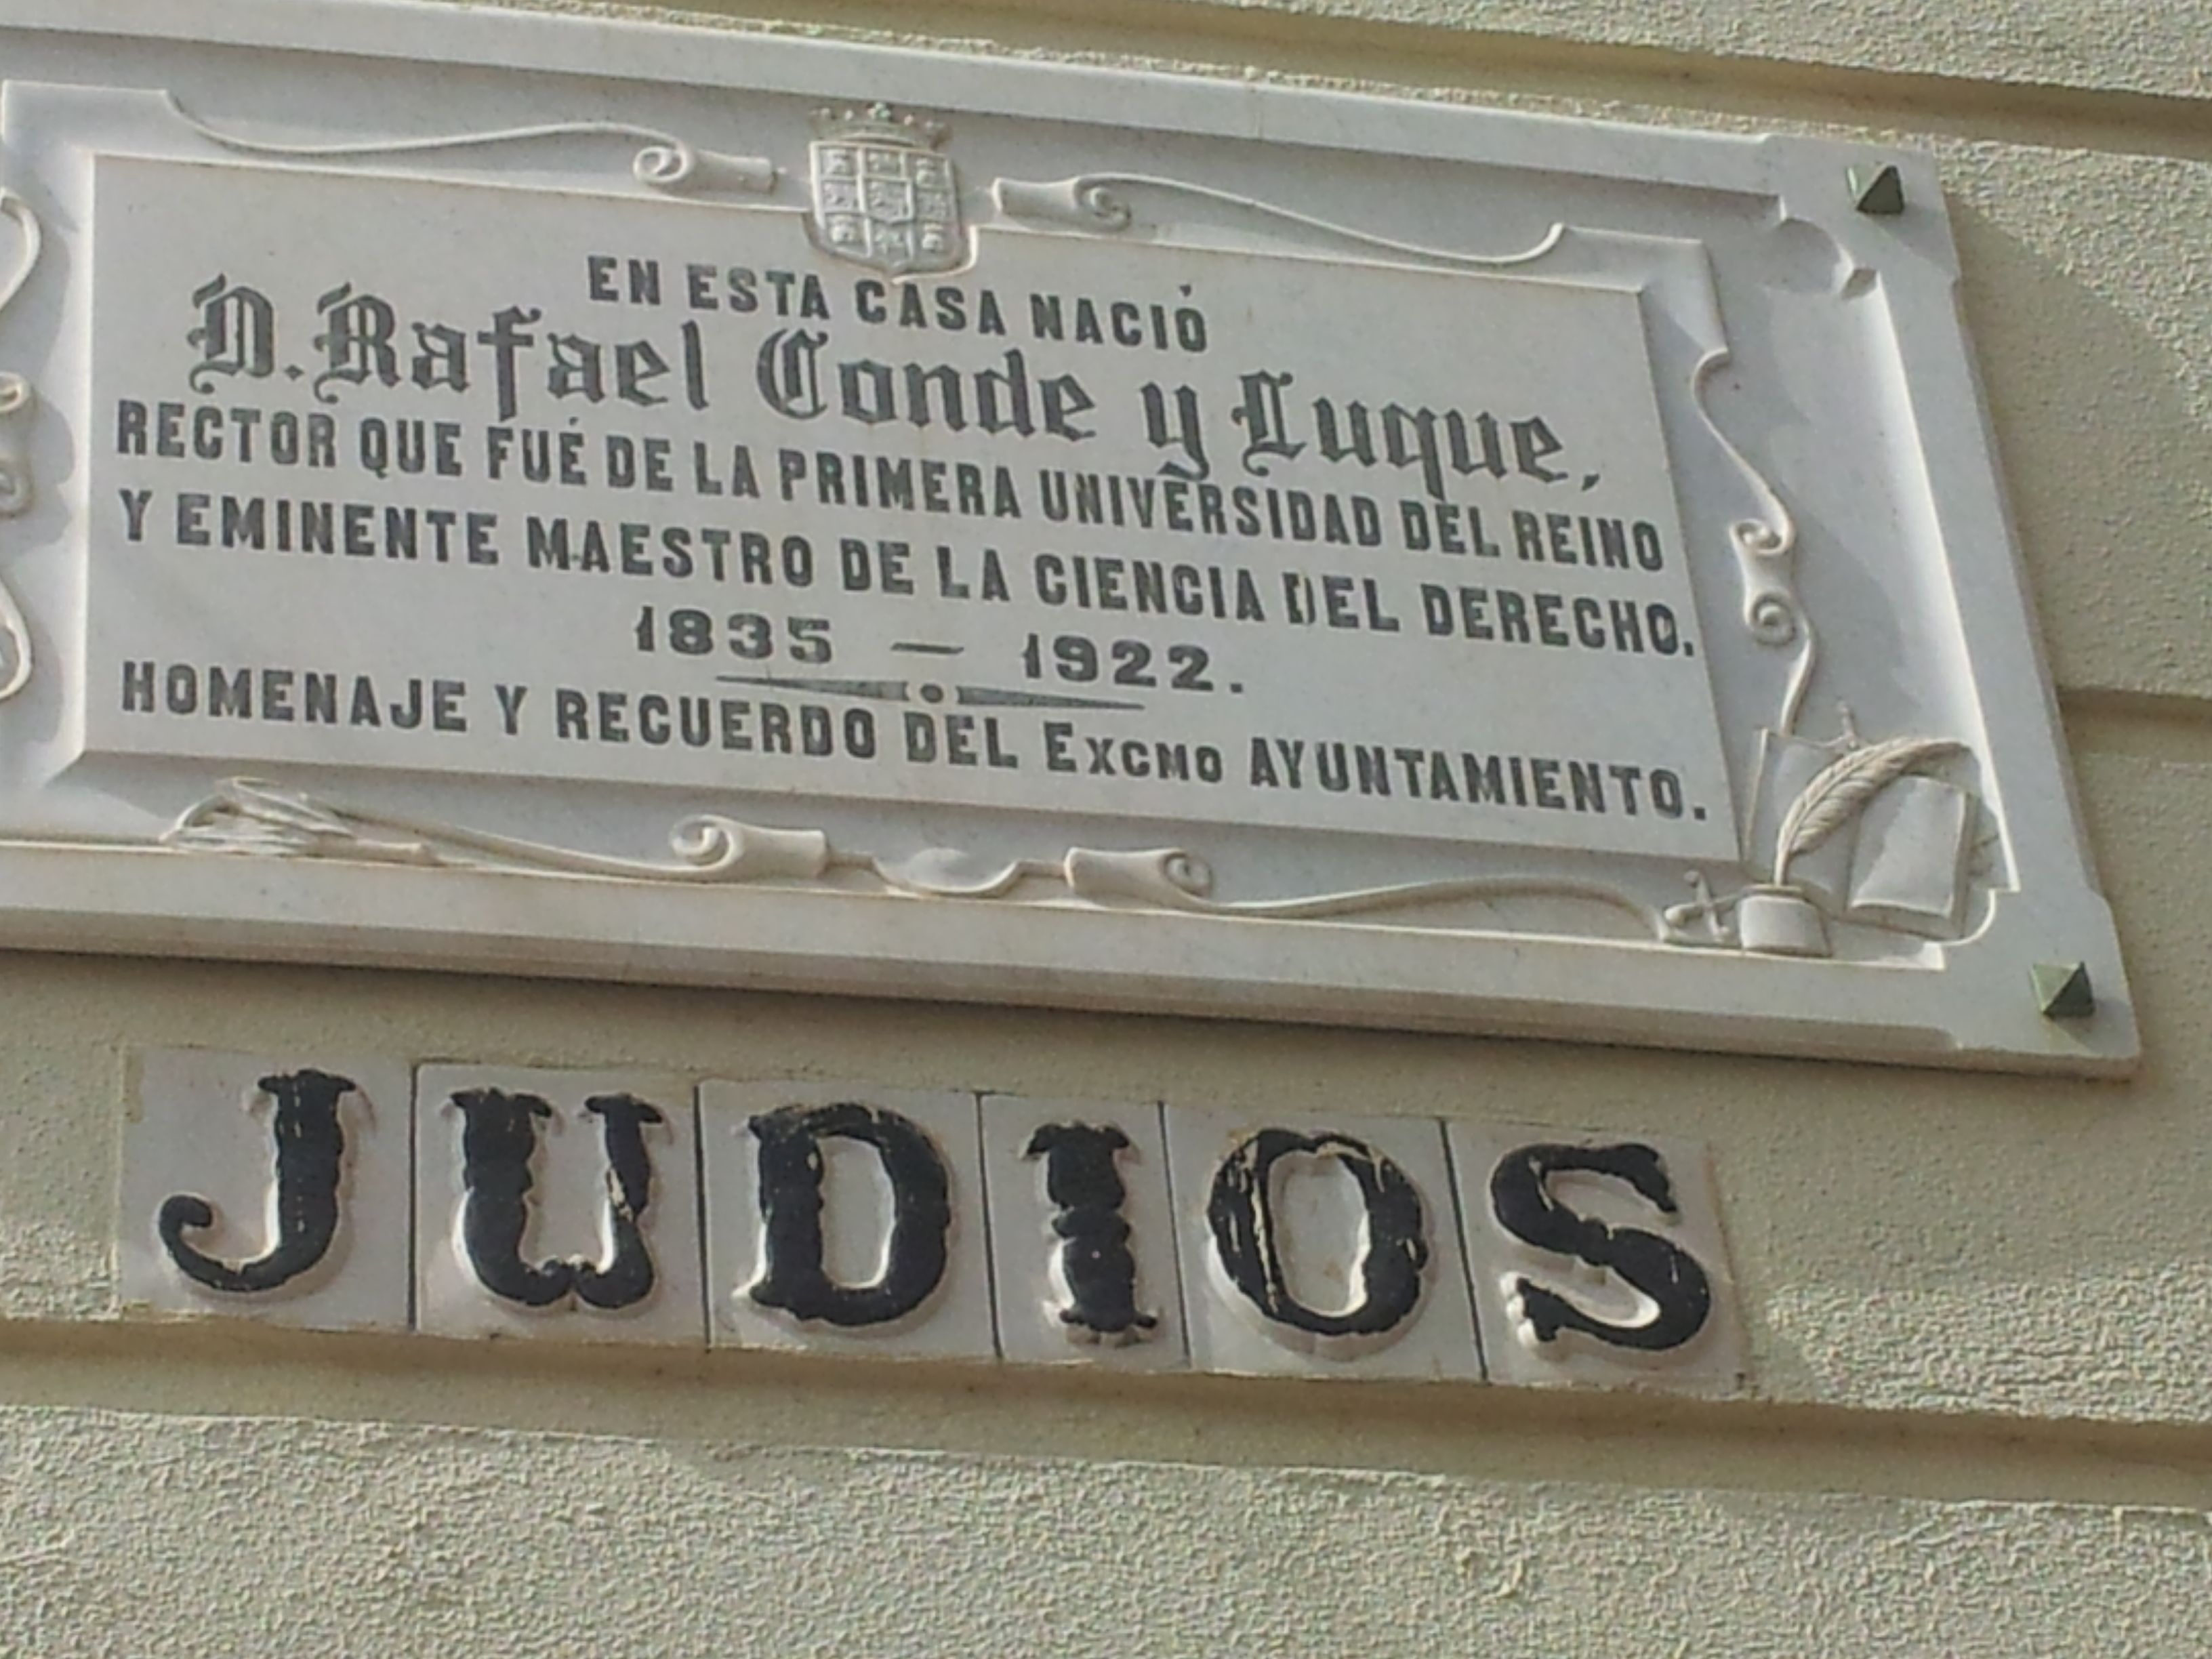 EN ESTA CASA NACIÓ
D. Rafael Conde y Luque,
RECTOR QUE FUÉ DE LA PRIMERA UNIVERSIDAD DEL REINO
Y EMINENTE MAESTRO DE LA CIENCIA DEL DERECHO.
1835 — 1922.
HOMENAJE Y RECUERDO DEL EXCMO AYUNTAMIENTO.
JUDIOS